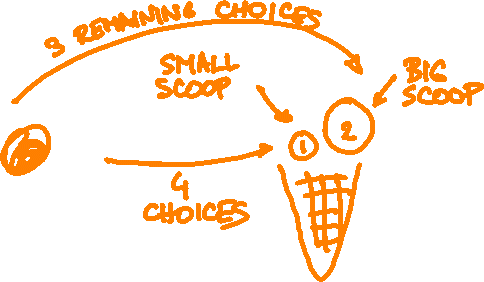 3 REMAINING CHOICES
SMALL
SCOOP
BIG
SCOOP
1
2
4
CHOICES